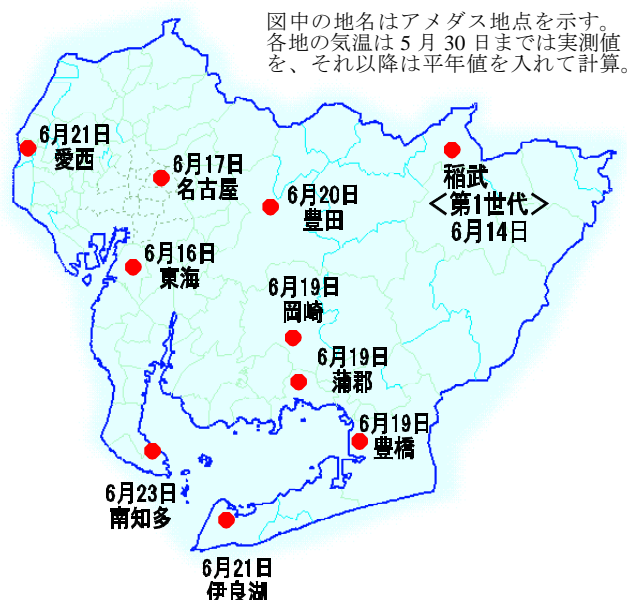 図中の地名はアメダス地点を示す。
各地の気温は5月30日までは実測値
を、それ以降は平年値を入れて計算。
6月21日
愛西
6月17日
名古屋
6月20日
豊田
稲武
＜第1世代＞
6月14日
6月16日
東海
6月19日
岡崎
6月19日
蒲郡
6月19日
豊橋
6月23日
南知多
6月21日
伊良湖